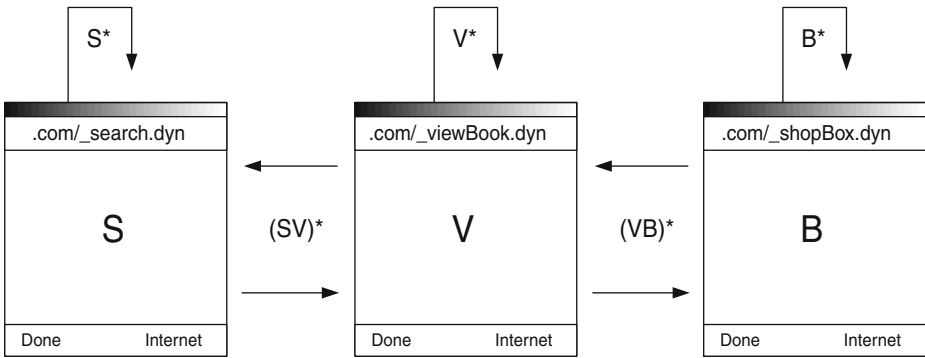 S*
V*
B*
.com/_search.dyn
.com/_viewBook.dyn
.com/_shopBox.dyn
S
(SV)*
V
(VB)*
B
Done Internet
Done Internet
Done Internet